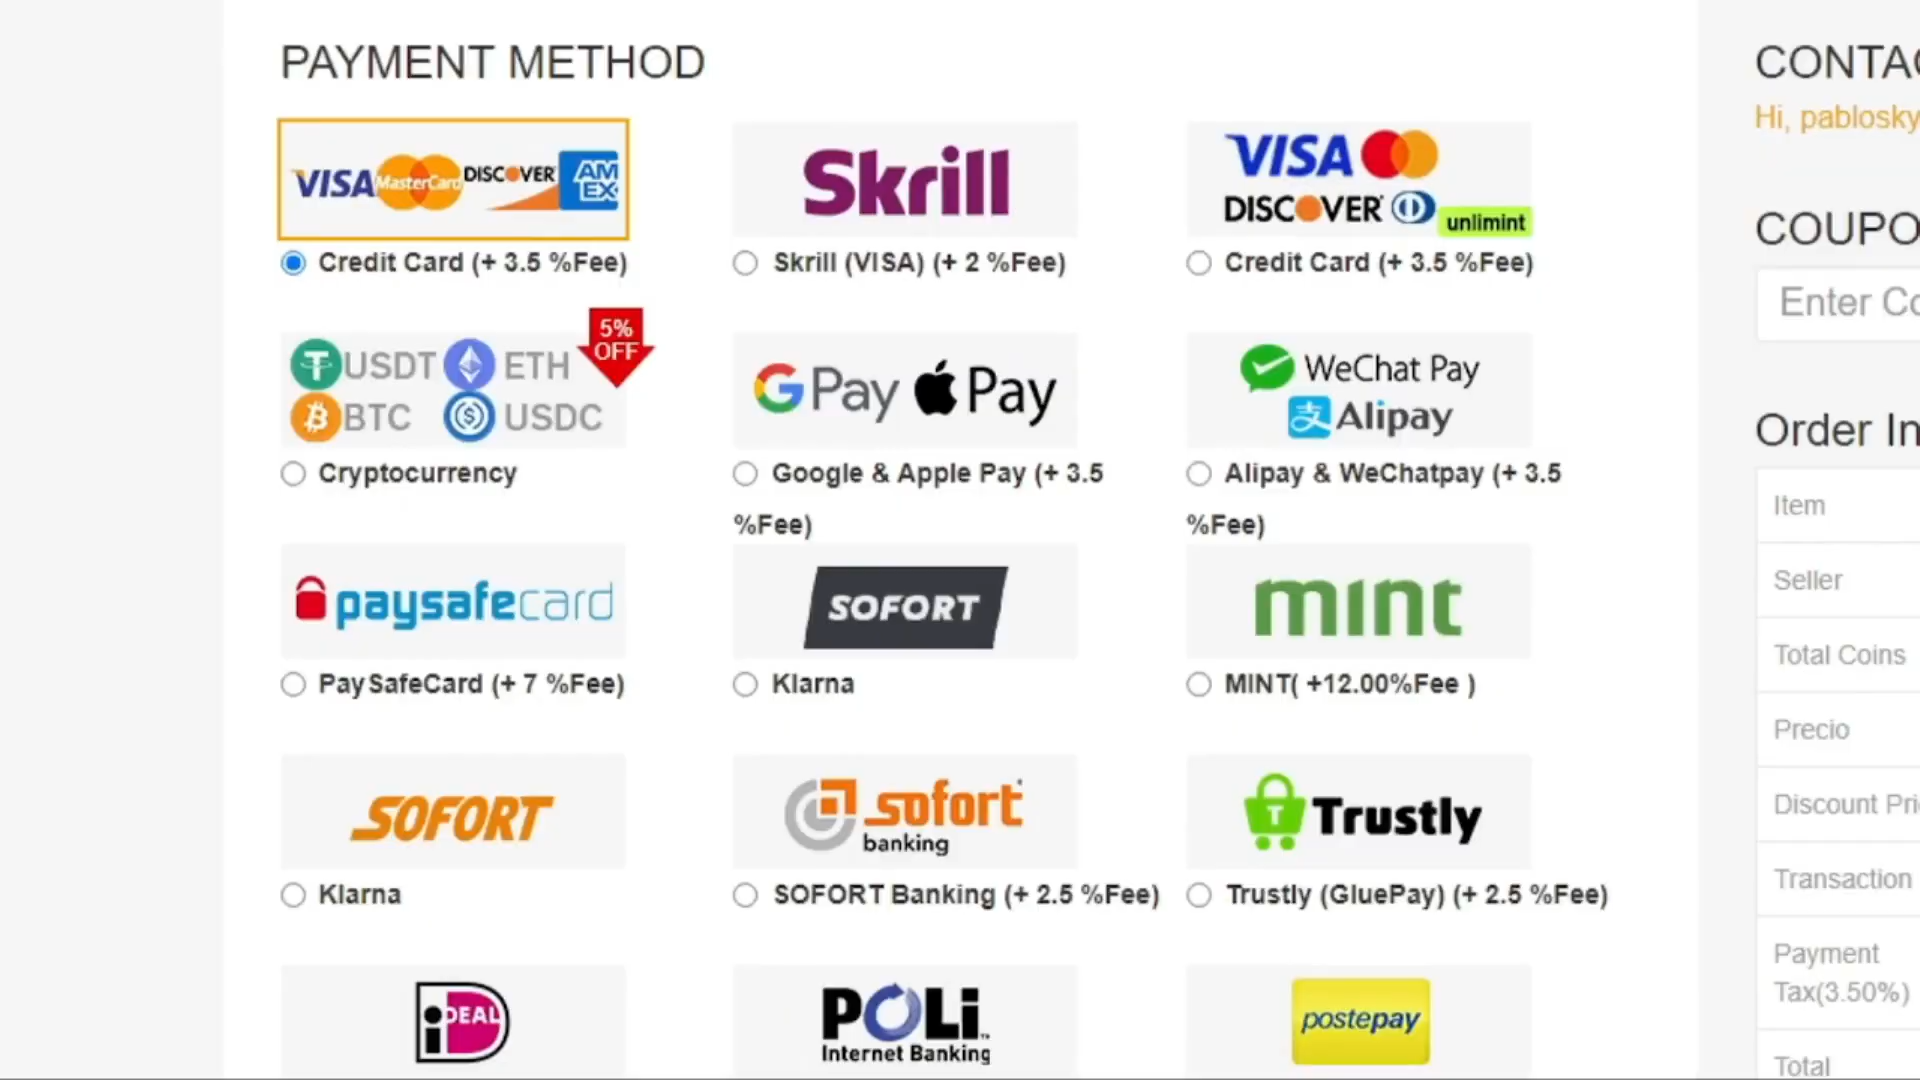 PAYMENT METHOD
VISA MasterCard DISCOVER AM EX
Credit Card (+ 3.5 %Fee)
Skrill
Skrill (VISA) (+ 2 %Fee)
VISA
DISCOVER unlimint
Credit Card (+ 3.5 %Fee)
5%
OFF
USDT ETH
BTC USDC
Cryptocurrency
G Pay Pay
Google & Apple Pay (+ 3.5
%Fee)
WeChat Pay
支 Alipay
Alipay & WeChatpay (+ 3.5
%Fee)
paysafecard
PaySafeCard (+ 7 %Fee)
SOFORT
Klarna
mint
MINT( +12.00%Fee )
SOFORT
Klarna
sofort
banking
SOFORT Banking (+ 2.5 %Fee)
T Trustly
Trustly (GluePay) (+ 2.5 %Fee)
iDEAL
POLi
Internet Banking
postepay
Hi, pablosky
Enter
Item
Seller
Total Coins
Precio
Discount
Transaction
Payment
Tax(3.50%)
Total
Order